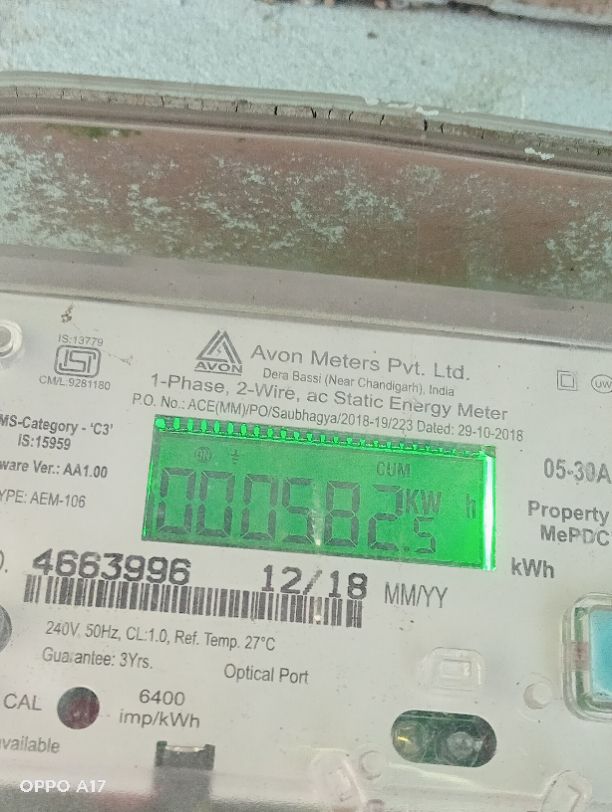 IS:13779
CM/L:9281180
AVON
Avon Meters Pvt. Ltd.
Dera Bassi (Near Chandigarh), India
1-Phase, 2-Wire, ac Static Energy Meter
P.O. No.: ACE(MM)/PO/Saubhagya/2018-19/223 Dated: 29-10-2018
MS-Category - 'C3'
IS:15959
ware Ver.: AA1.00
YPE: AEM-106
CUM
000582.5 KW h
05-30A
Property
MePDC
kWh
4663996 12/18 MM/YY
240V, 50Hz, CL:1.0, Ref. Temp. 27°C
Guarantee: 3Yrs.
Optical Port
CAL
6400
imp/kWh
available
OPPO A17